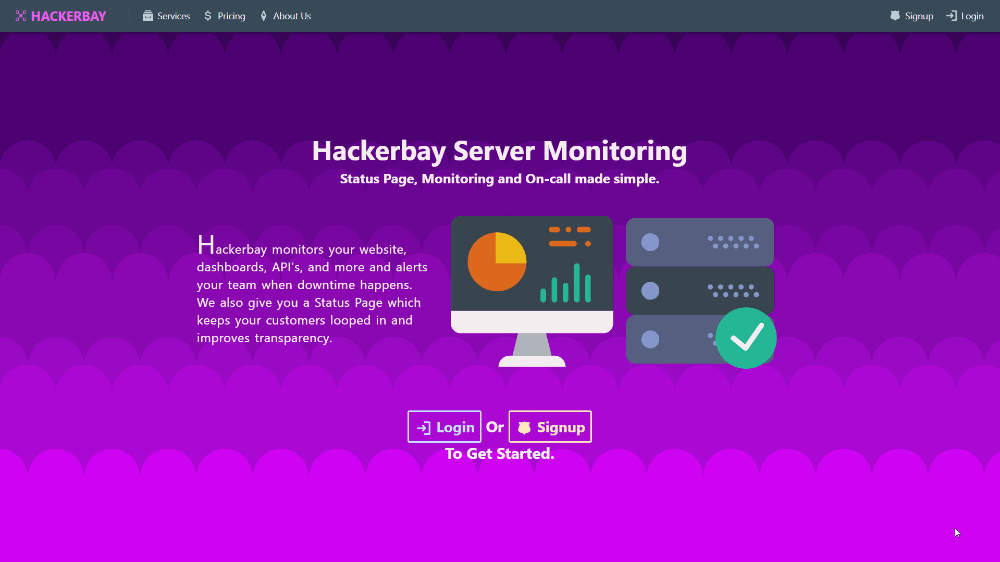 HACKERBAY
Services
Pricing
About Us
Signup
Login
Hackerbay Server Monitoring
Status Page, Monitoring and On-call made simple.
Hackerbay monitors your website,
dashboards, API's, and more and alerts
your team when downtime happens.
We also give you a Status Page which
keeps your customers looped in and
improves transparency.
Login Or Signup
To Get Started.